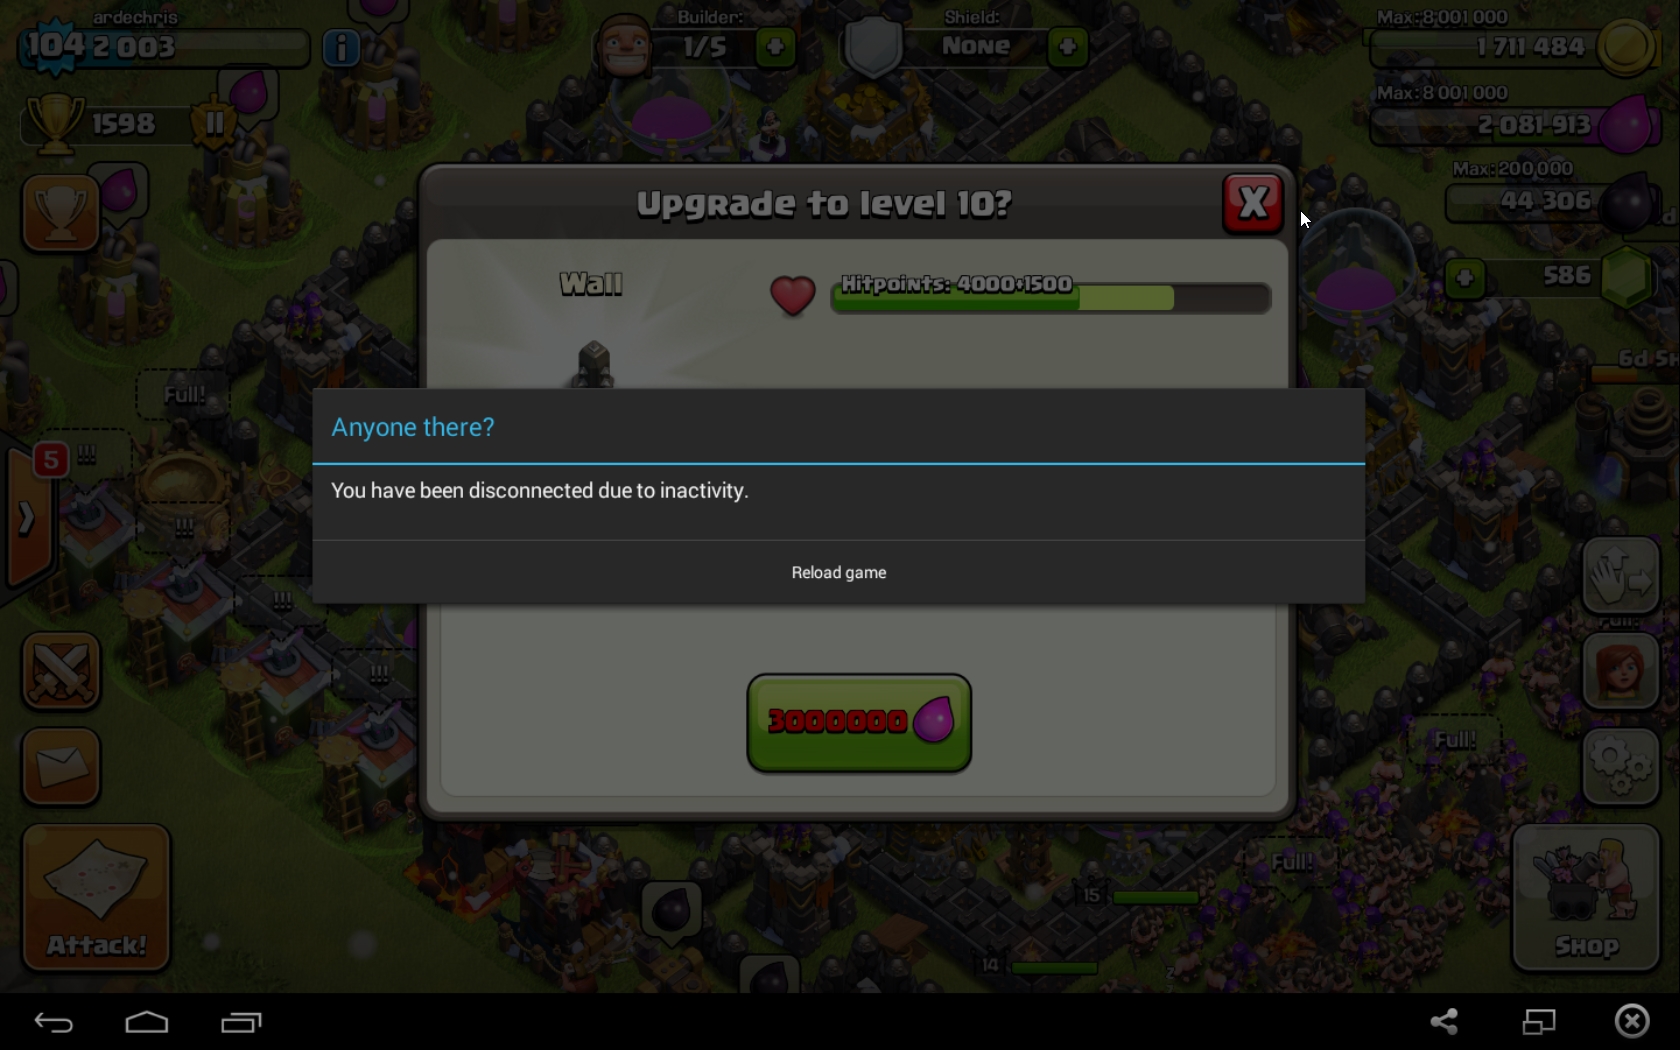 ardechris
104 2 003
Builder:
1/5
Shield:
None
Max: 8 001 000
1 711 484
1598
Max: 8 001 000
2 081 913
Max: 200 000
44 306
586
Upgrade to level 10?
X
Wall
Hitpoints: 4000+1500
Full!
5
!!!
!!!
!!!
!!!
Anyone there?
You have been disconnected due to inactivity.
Reload game
3000000
Full!
Full!
15
14
Attack!
Shop